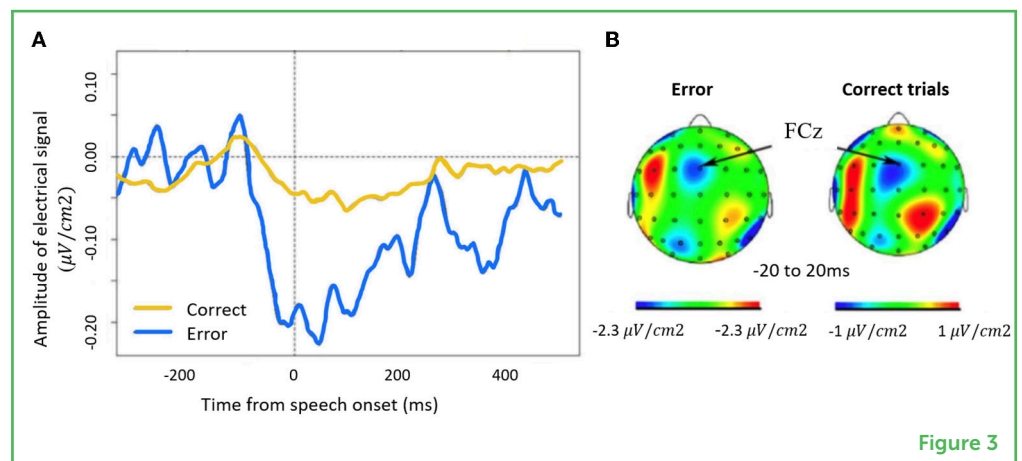 A
Amplitude of electrical signal
(μV/cm2)
0.10
0.00
-0.10
-0.20
Correct
Error
-200
0
200
400
Time from speech onset (ms)
B
Error
Correct trials
FCz
-20 to 20ms
-2.3 μV/cm2
-2.3 μV/cm2
-1 μV/cm2
1 μV/cm2
Figure 3